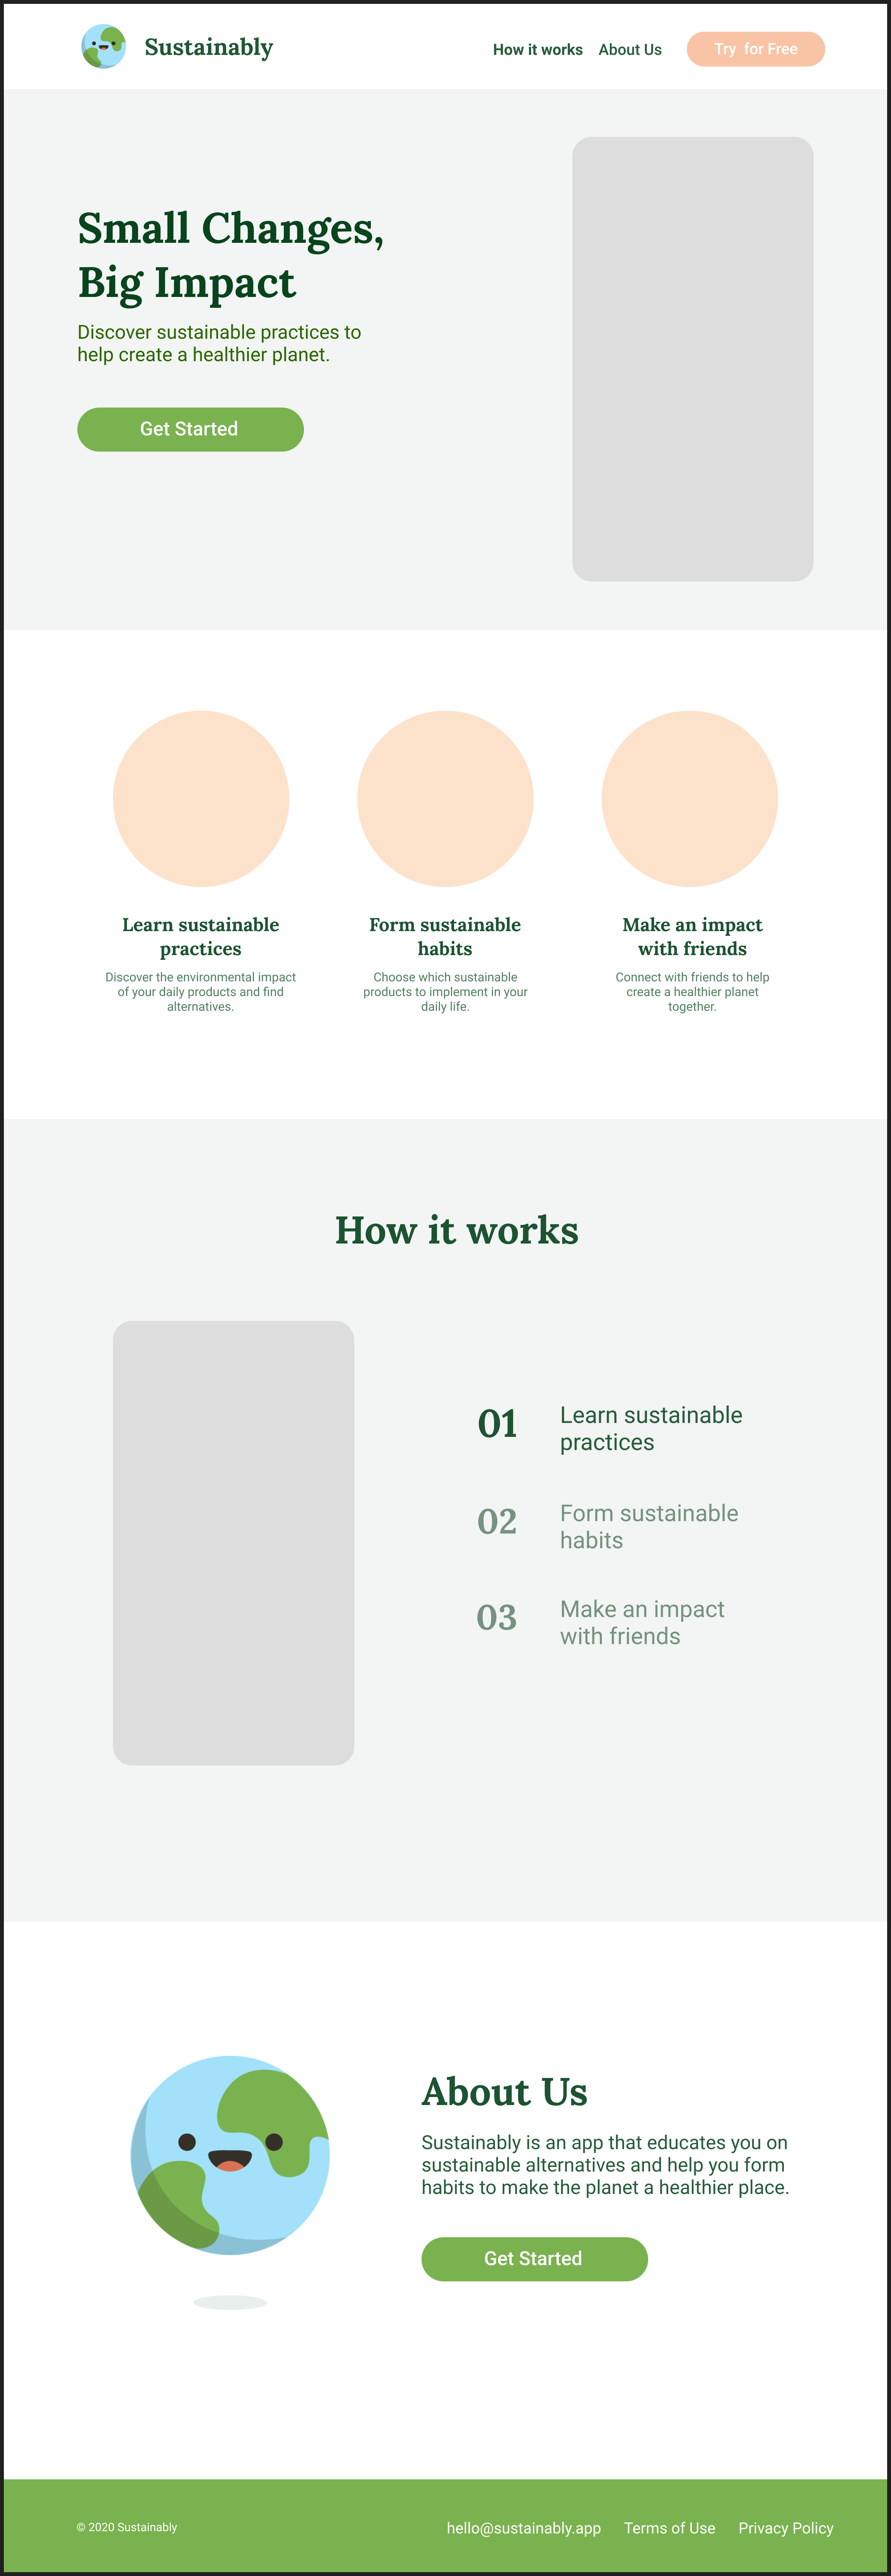 Sustainably
How it works
About Us
Try for Free
Small Changes,
Big Impact
Discover sustainable practices to
help create a healthier planet.
Get Started
Learn sustainable
practices
Discover the environmental impact
of your daily products and find
alternatives.
Form sustainable
habits
Choose which sustainable
products to implement in your
daily life.
Make an impact
with friends
Connect with friends to help
create a healthier planet
together.
How it works
01
Learn sustainable
practices
02
Form sustainable
habits
03
Make an impact
with friends
About Us
Sustainably is an app that educates you on
sustainable alternatives and help you form
habits to make the planet a healthier place.
Get Started
© 2020 Sustainably
hello@sustainably.app
Terms of Use
Privacy Policy